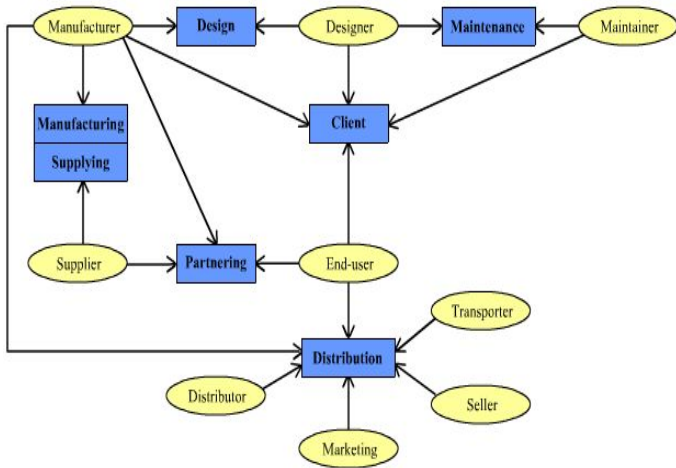 Manufacturer
Design
Designer
Maintenance
Maintainer
Manufacturing
Client
Supplying
Supplier
Partnering
End-user
Transporter
Distribution
Distributor
Seller
Marketing